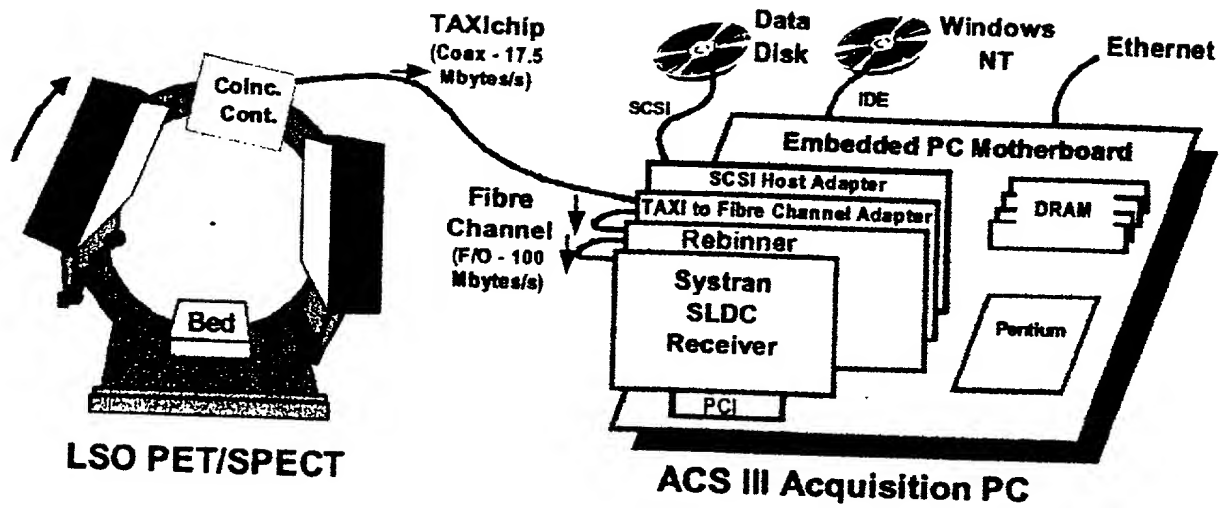 TAXIchip
(Coax - 17.5
Mbytes/s)
Coinc.
Cont.
Bed
LSO PET/SPECT
Data
Disk
Windows
NT
Ethernet
SCSI
IDE
Embedded PC Motherboard
SCSI Host Adapter
TAXI to Fibre Channel Adapter
Rebinner
Fibre
Channel
(F/O - 100
Mbytes/s)
Systran
SLDC
Receiver
PCI
DRAM
Pentium
ACS III Acquisition PC